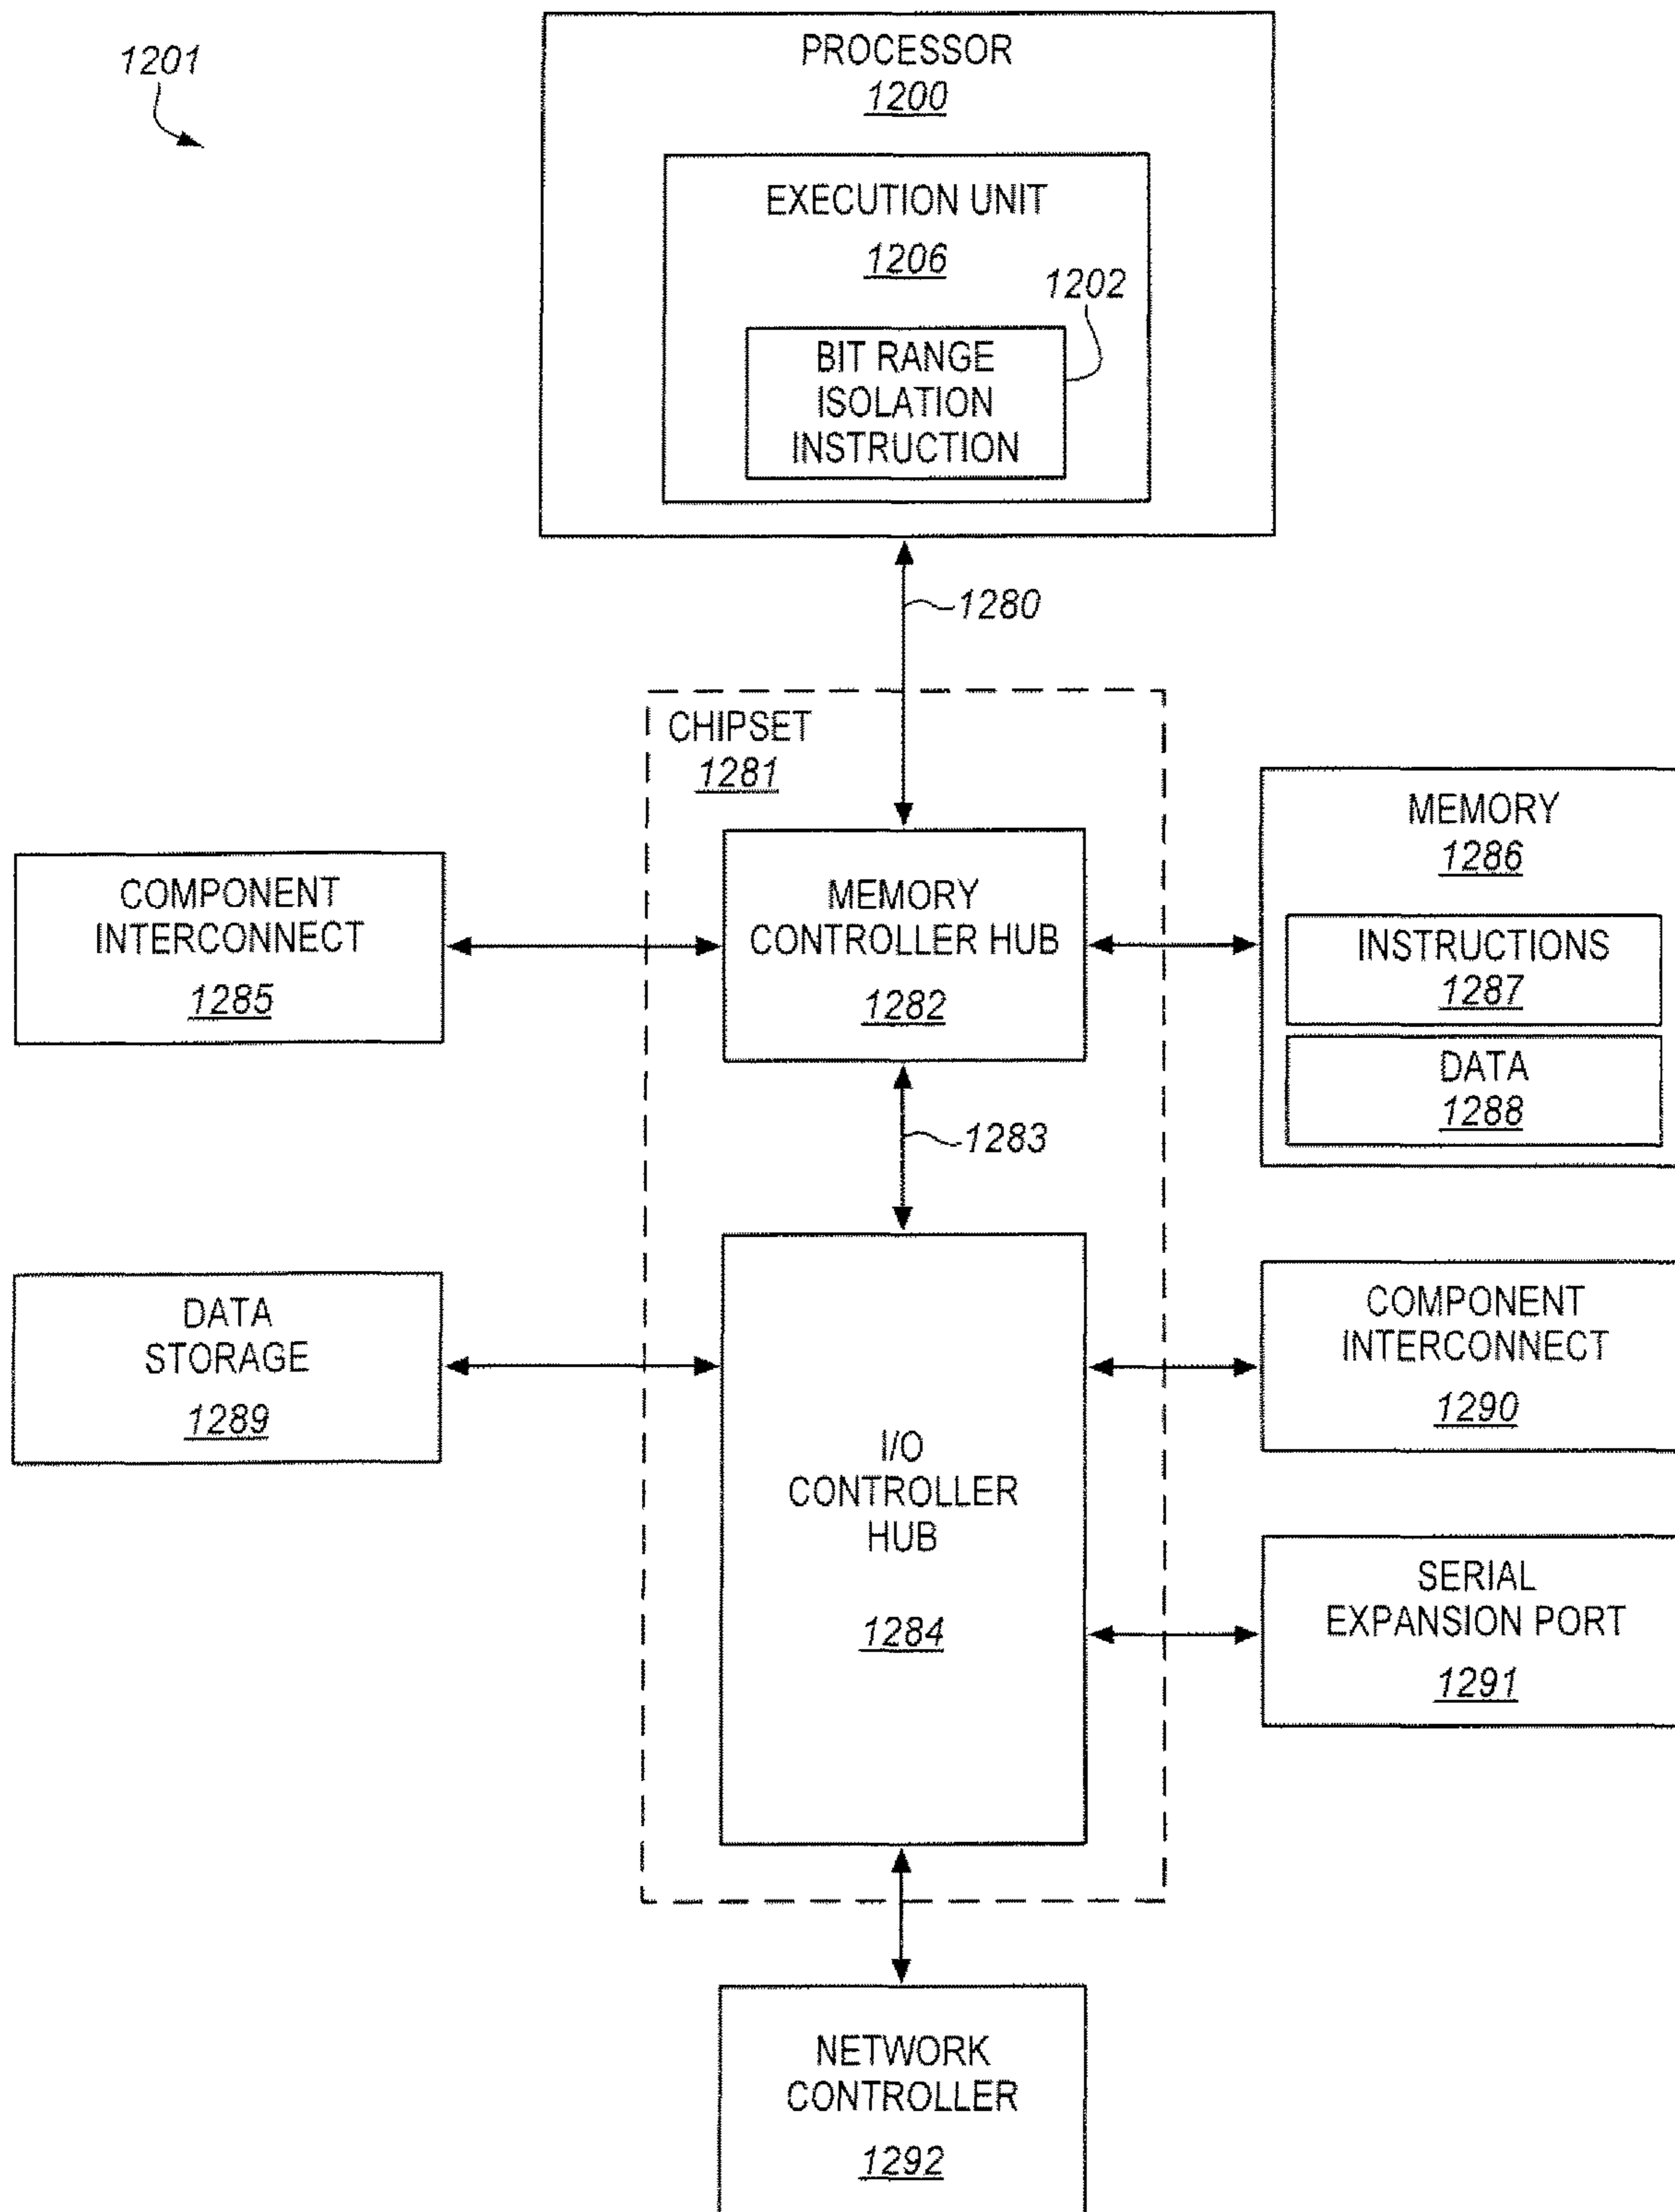 1201
PROCESSOR
1200
EXECUTION UNIT
1206
1202
BIT RANGE
ISOLATION
INSTRUCTION
1280
CHIPSET
1281
MEMORY
1286
COMPONENT
INTERCONNECT
1285
MEMORY
CONTROLLER HUB
1282
INSTRUCTIONS
1287
DATA
1288
1283
DATA
STORAGE
1289
I/O
CONTROLLER
HUB
1284
COMPONENT
INTERCONNECT
1290
SERIAL
EXPANSION PORT
1291
NETWORK
CONTROLLER
1292